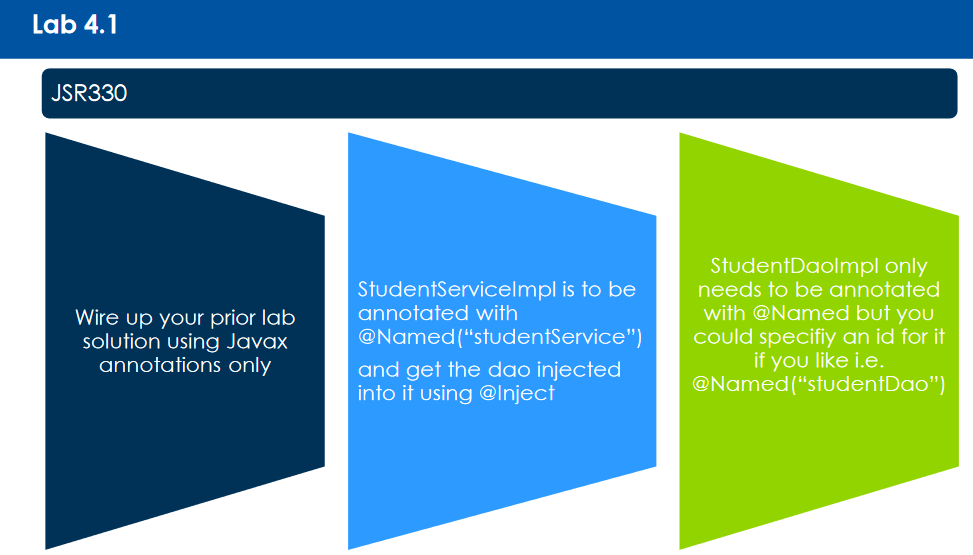 Lab 4.1
JSR330
Wire up your prior lab
solution using Javax
annotations only
StudentServiceImpl is to be
annotated with
@Named(“studentService”)
and get the dao injected
into it using @Inject
StudentDaoImpl only
needs to be annotated
with @Named but you
could specifiy an id for it
if you like i.e.
@Named(“studentDao”)